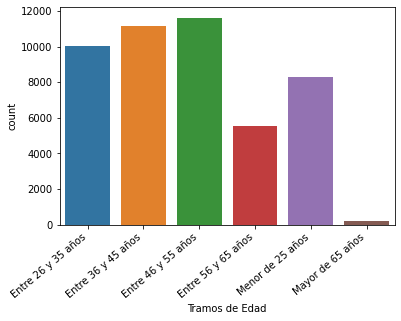 12000
10000
8000
6000
4000
2000
0
count
Entre 26 y 35 años
Entre 36 y 45 años
Entre 46 y 55 años
Entre 56 y 65 años
Menor de 25 años
Mayor de 65 años
Tramos de Edad